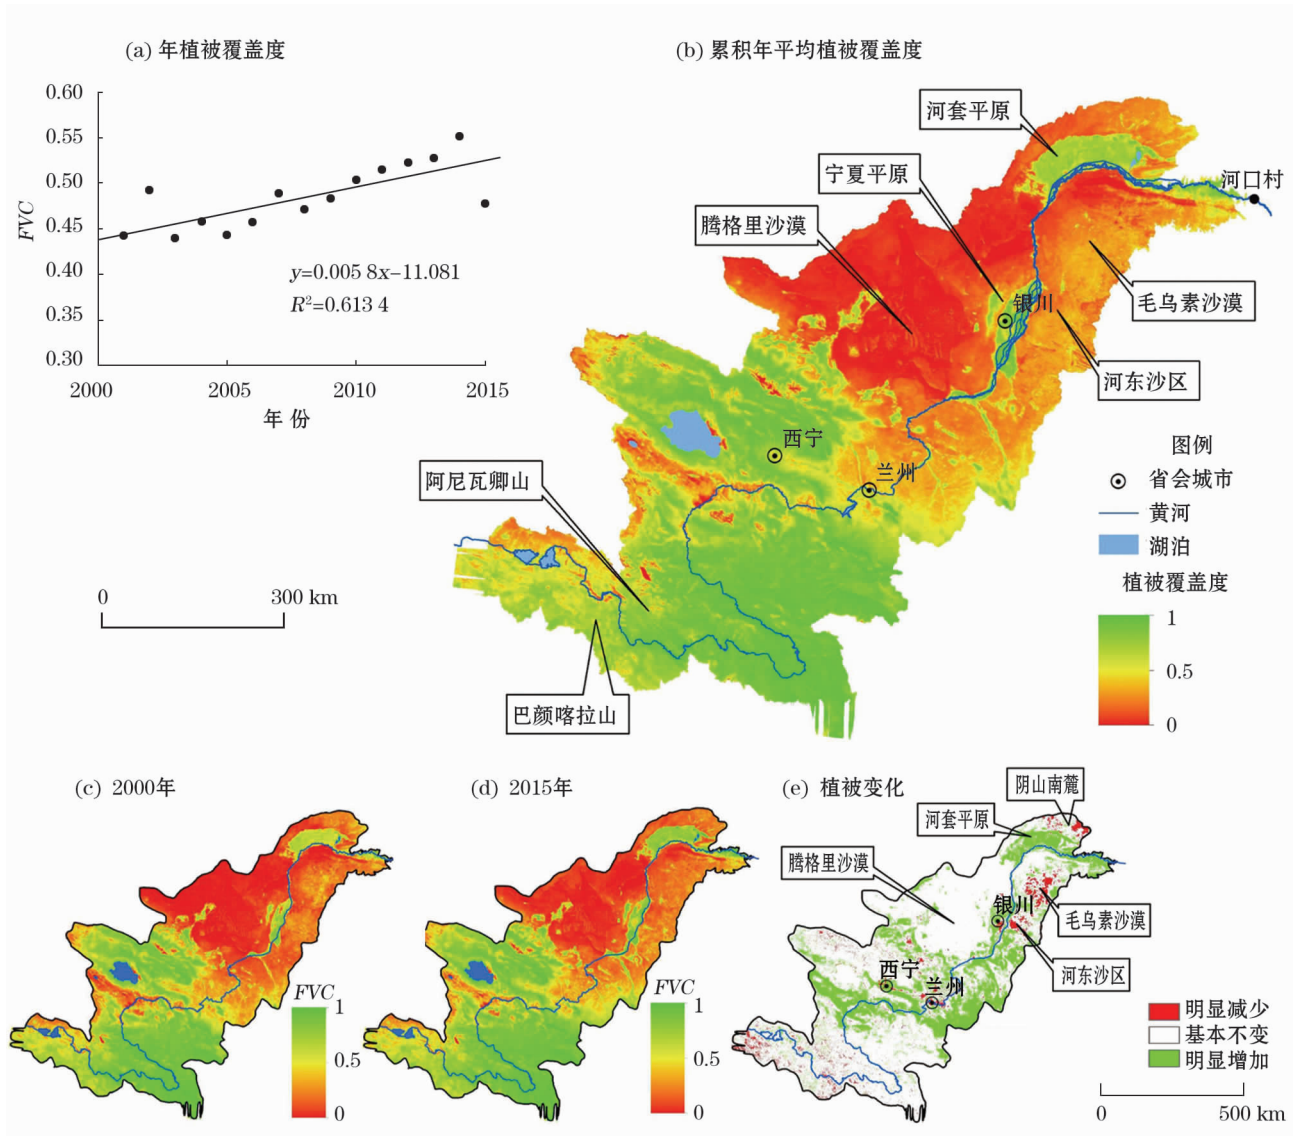 (a) 年植被覆盖度
(b) 累积年平均植被覆盖度
0.60
0.55
0.50
0.45
0.40
0.35
0.30
FVC
y=0.005 8x−11.081
R²=0.613 4
2000
2005
2010
2015
年 份
河套平原
宁夏平原
腾格里沙漠
河口村
银川
毛乌素沙漠
河东沙区
西宁
兰州
阿尼瓦卿山
巴颜喀拉山
0
300 km
图例
省会城市
黄河
湖泊
植被覆盖度
1
0.5
0
(c) 2000年
FVC
1
0.5
0
(d) 2015年
FVC
1
0.5
0
(e) 植被变化
阴山南麓
河套平原
腾格里沙漠
银川
毛乌素沙漠
河东沙区
西宁
兰州
明显减少
基本不变
明显增加
0
500 km